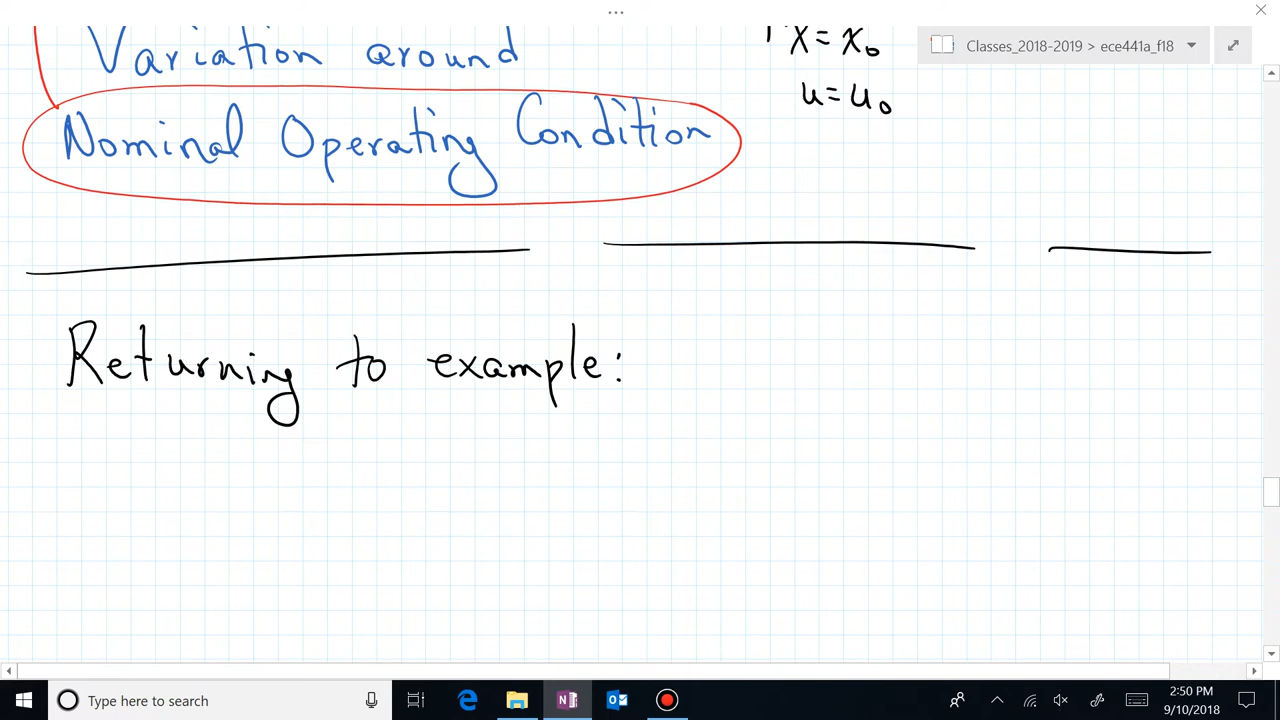 Variation around
x = x₀
u = u₀
Nominal Operating Condition
Returning to example:
Classes_2018-2019 > ece441a_f18
Type here to search
2:50 PM
9/10/2018